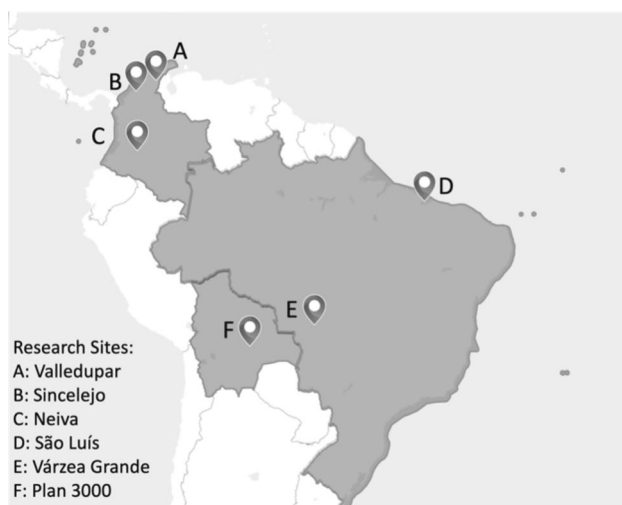 A
B
C
D
E
F
Research Sites:
A: Valledupar
B: Sincelejo
C: Neiva
D: São Luís
E: Várzea Grande
F: Plan 3000